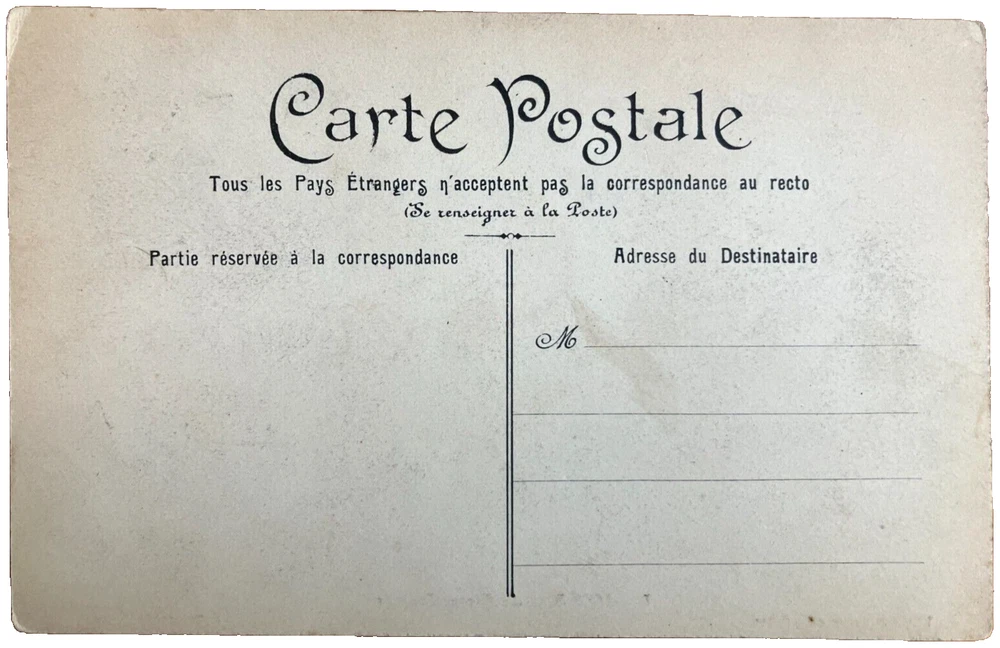 Carte Postale
Tous les Pays Étrangers n'acceptent pas la correspondance au recto
(Se renseigner à la Poste)
Partie réservée à la correspondance
Adresse du Destinataire
M